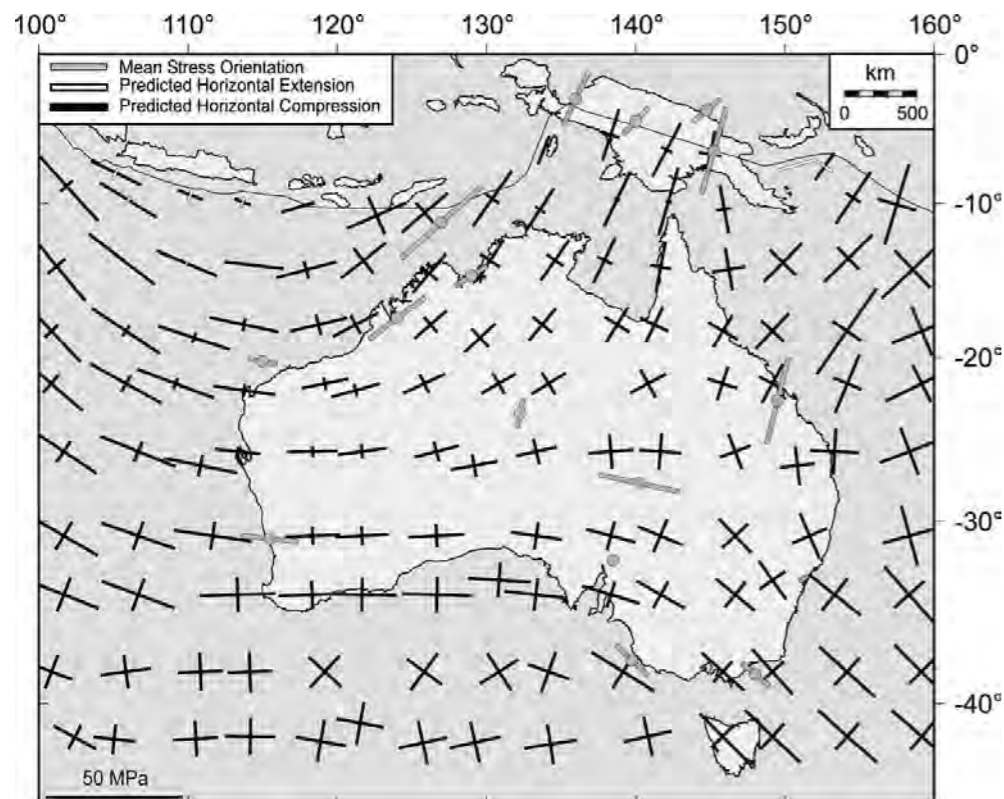 100° 110° 120° 130° 140° 150° 160°
0°
Mean Stress Orientation
Predicted Horizontal Extension
Predicted Horizontal Compression
km
0 500
-10°
-20°
-30°
-40°
50 MPa